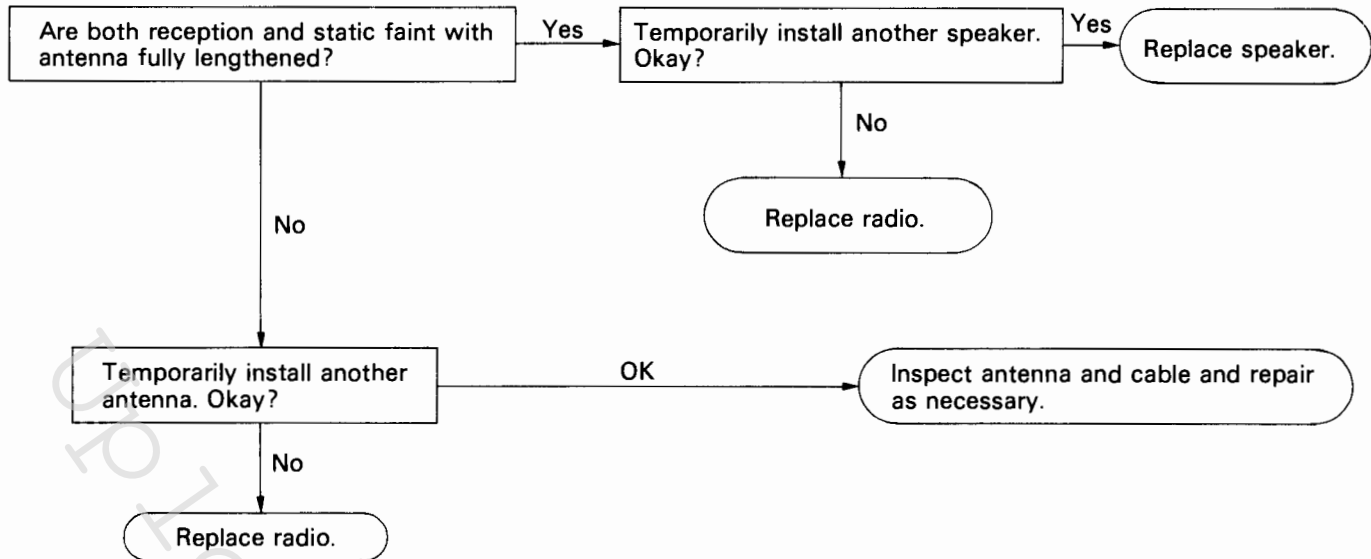 Are both reception and static faint with
antenna fully lengthened?
Yes
Temporarily install another speaker.
Okay?
Yes
Replace speaker.
No
Replace radio.
No
Temporarily install another
antenna. Okay?
OK
Inspect antenna and cable and repair
as necessary.
No
Replace radio.